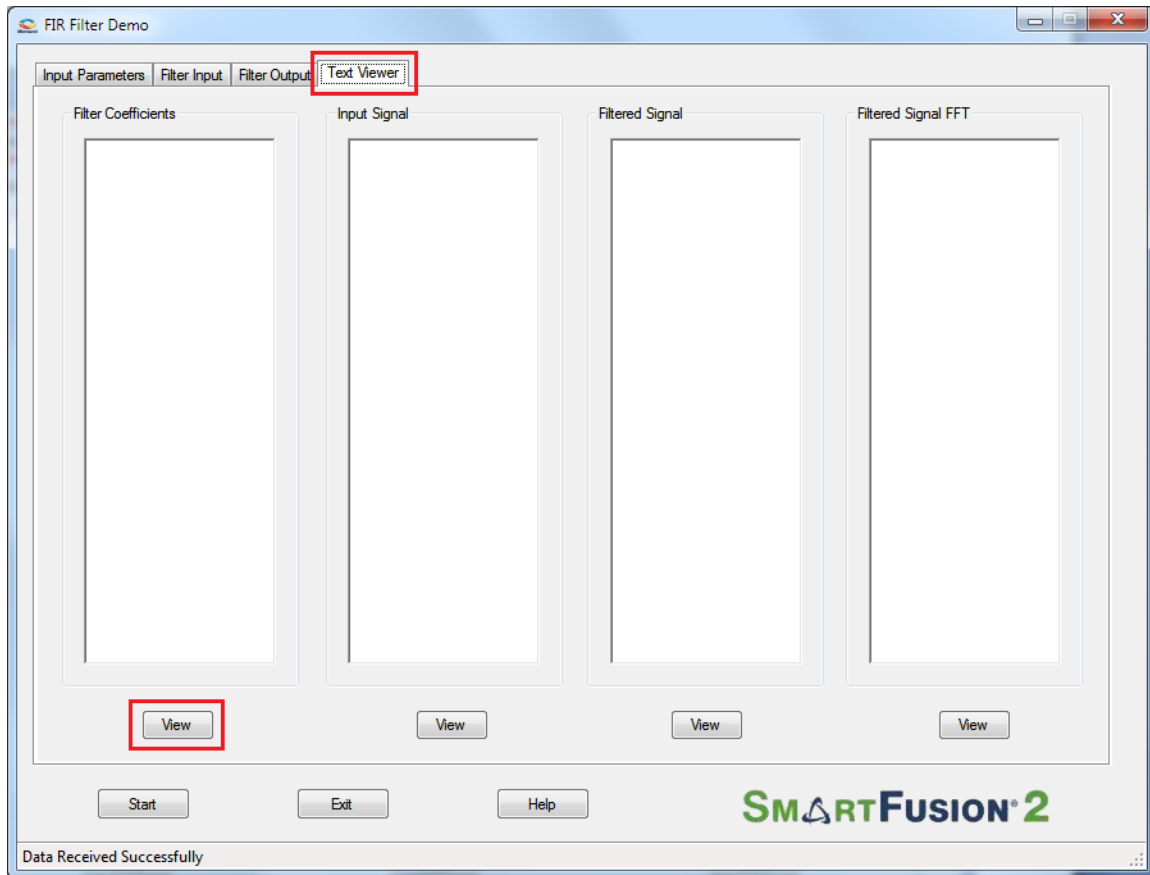 FIR Filter Demo
Input Parameters Filter Input Filter Output Text Viewer
Filter Coefficients Input Signal Filtered Signal Filtered Signal FFT
View View View View
Start Exit Help SMARTFUSION® 2
Data Received Successfully